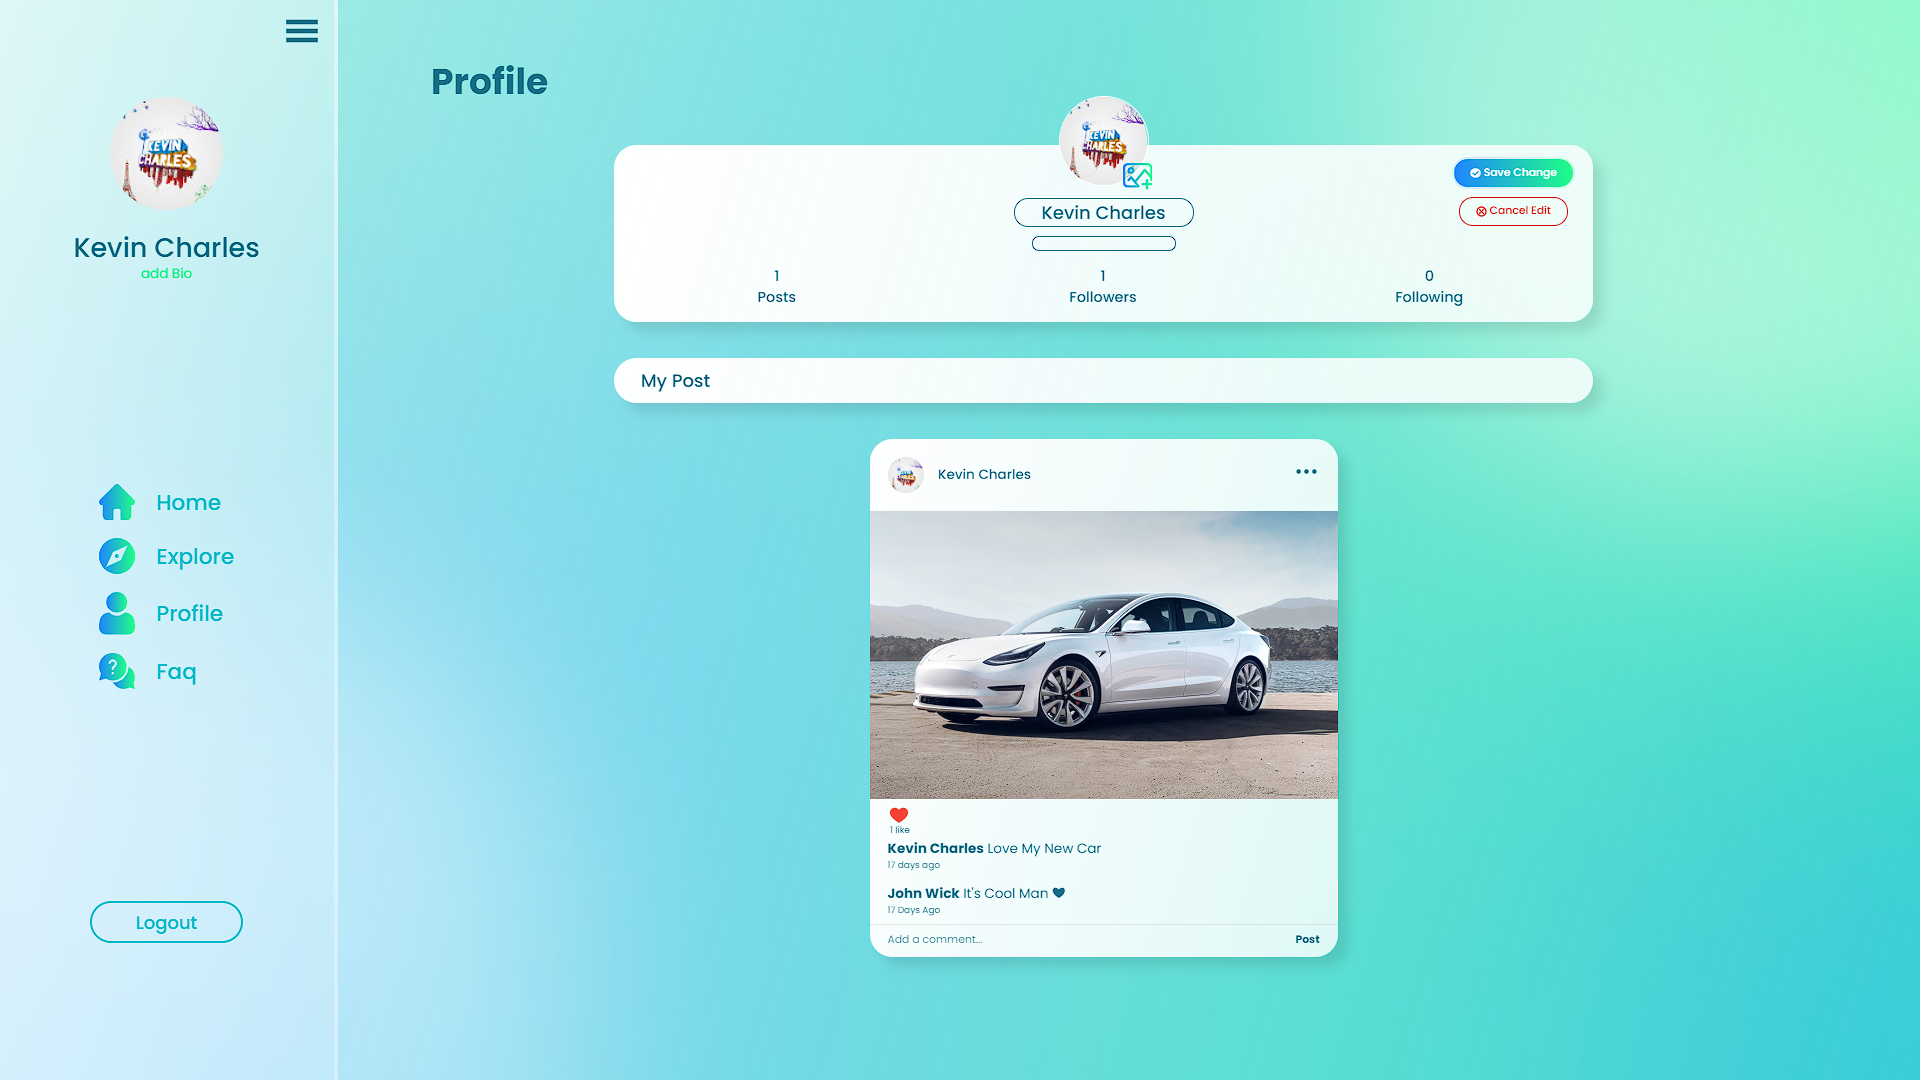 Profile
KEVIN
CHARLES
Kevin Charles
add Bio
Home
Explore
Profile
Faq
Logout
KEVIN
CHARLES
Save Change
Cancel Edit
Kevin Charles
1
Posts
1
Followers
0
Following
My Post
Kevin Charles
1 like
Kevin Charles Love My New Car
17 days ago
John Wick It's Cool Man
17 Days Ago
Add a comment...
Post